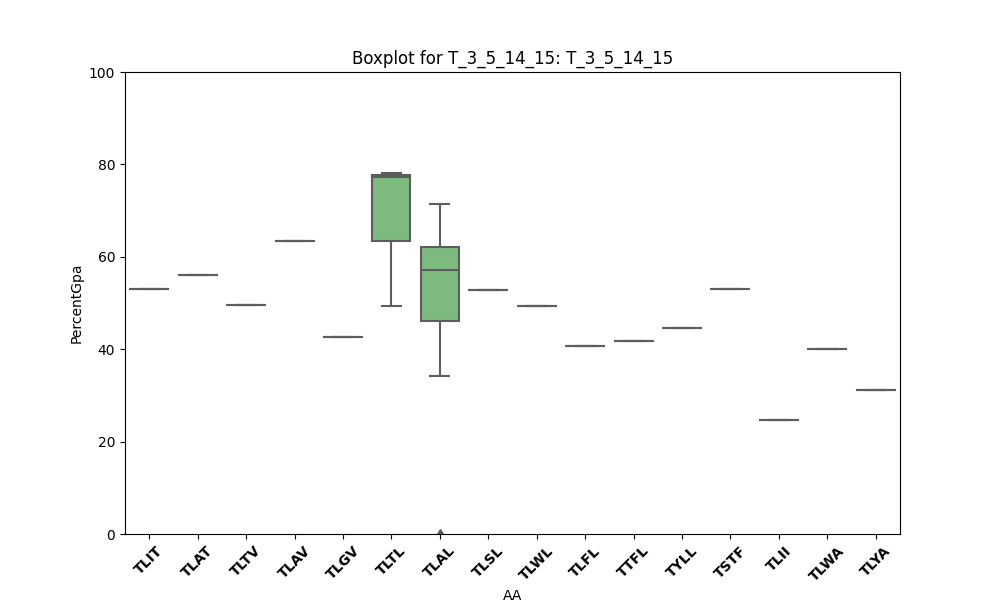 Boxplot for T_3_5_14_15: T_3_5_14_15
100
80
60
40
20
0
PercentGpa
TLIT TLAT TLTV TLAV TLGV TLTL TLAL TLSL TLWL TLFL TTFL TYLL TSTF TLII TLWA TLYA
AA